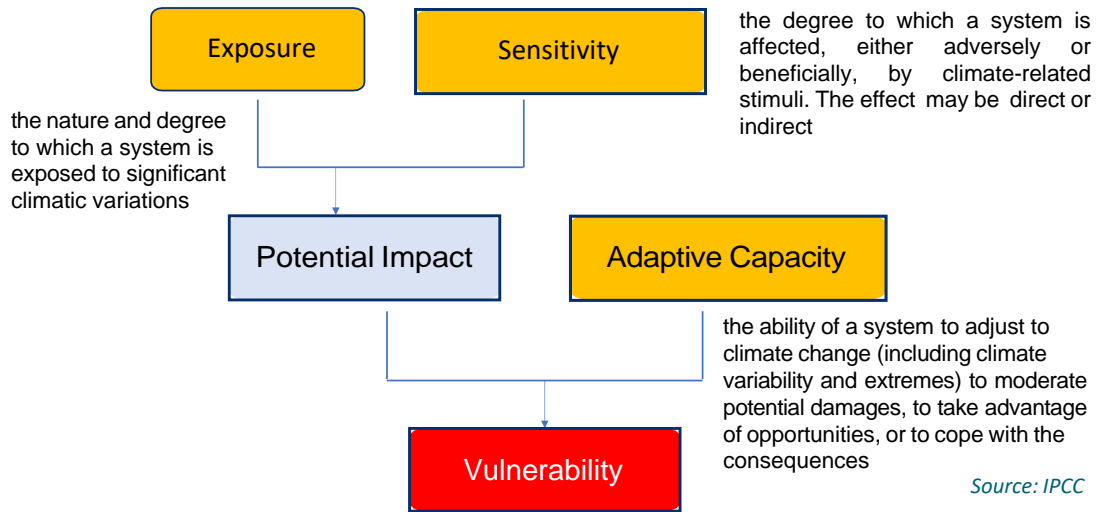 Exposure
Sensitivity
the degree to which a system is
affected, either adversely or
beneficially, by climate-related
stimuli. The effect may be direct or
indirect
the nature and degree
to which a system is
exposed to significant
climatic variations
Potential Impact
Adaptive Capacity
the ability of a system to adjust to
climate change (including climate
variability and extremes) to moderate
potential damages, to take advantage
of opportunities, or to cope with the
consequences
Vulnerability
Source: IPCC